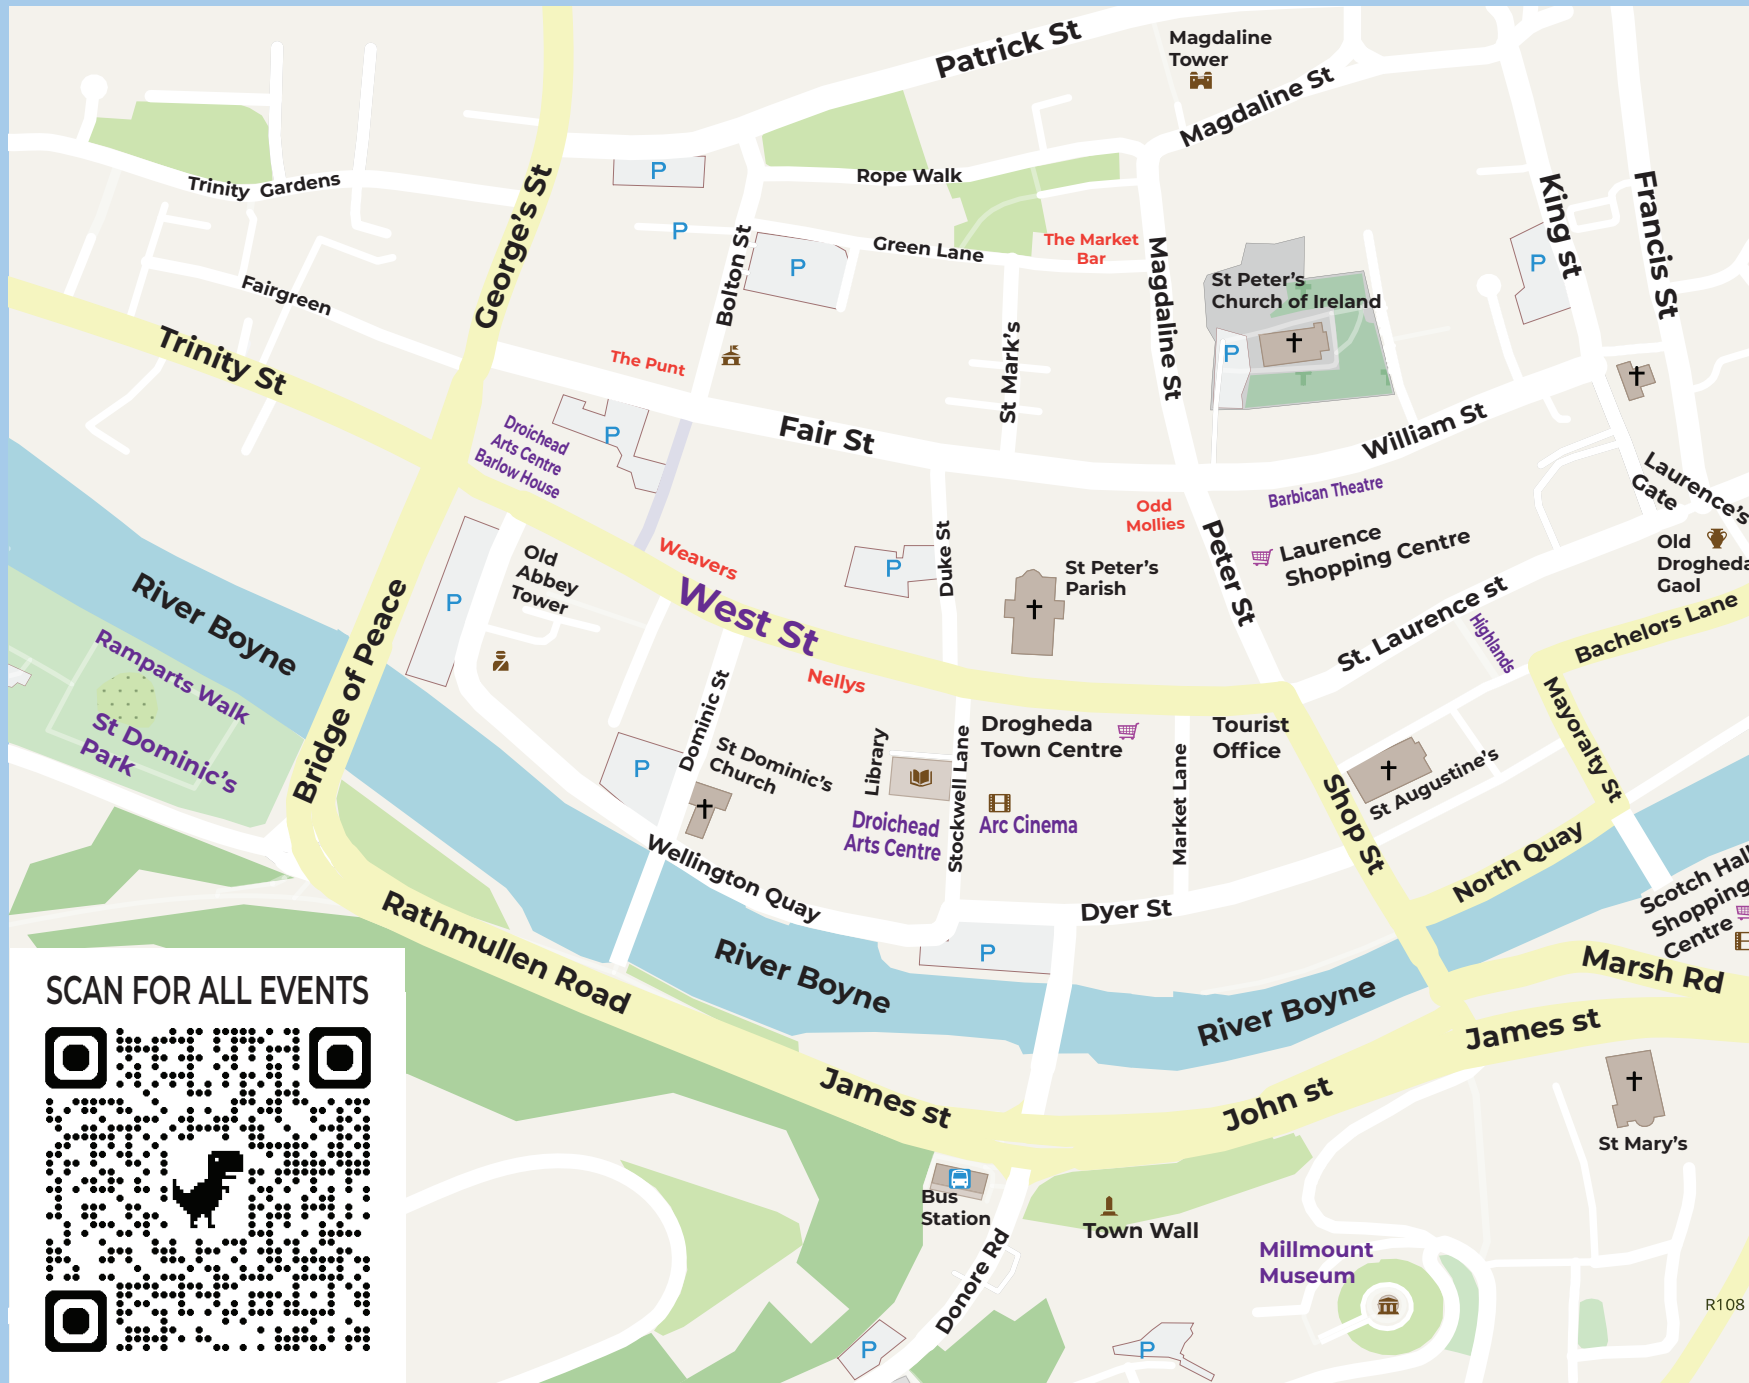 Patrick St
Magdaline
Tower
Magdaline St
Trinity Gardens
P
Rope Walk
George's St
P
Bolton St
P
Green Lane
The Market
Bar
Magdaline St
King st
Francis St
P
St Peter's
Church of Ireland
P
Fairgreen
Trinity St
The Punt
St Mark's
Droichead
Arts Centre
Barlow House
P
Fair St
William St
Laurence's
Gate
Barbican Theatre
Odd
Mollies
Peter St
Laurence
Shopping Centre
Old
Drogheda
Gaol
Old
Abbey
Tower
Weavers
West St
P
Duke St
St Peter's
Parish
P
River Boyne
Bridge of Peace
Ramparts Walk
St Dominic's
Park
St. Laurence st
Highlands
Bachelors Lane
Nellys
Dominic St
St Dominic's
Church
P
Library
Droichead
Arts Centre
Stockwell Lane
Drogheda
Town Centre
Arc Cinema
Market Lane
Tourist
Office
Shop St
St Augustine's
Mayoralty St
North Quay
Scotch Hall
Shopping
Centre
Wellington Quay
Dyer St
P
Rathmullen Road
River Boyne
River Boyne
Marsh Rd
James st
SCAN FOR ALL EVENTS
James st
John st
St Mary's
Bus
Station
Town Wall
Donore Rd
Millmount
Museum
R108
P
P